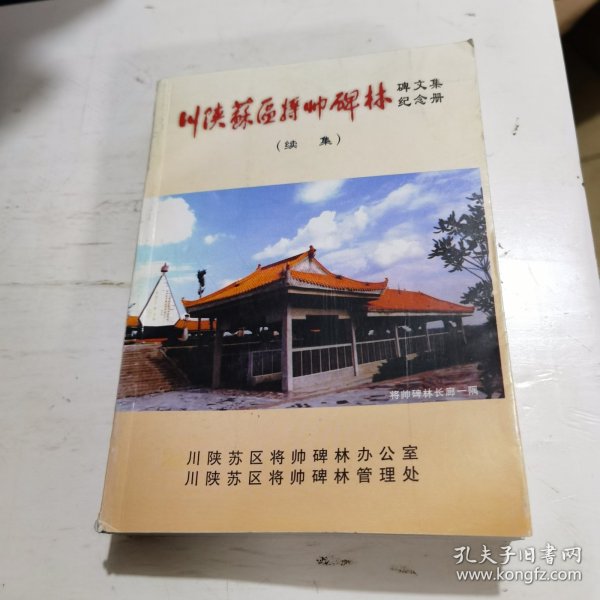 川陕蘇區将帅碑林
碑文集
纪念册
(续 集)
将帅碑林长廊一隅
川陕苏区将帅碑林办公室
川陕苏区将帅碑林管理处
孔夫子旧书网
www.kongfz.com